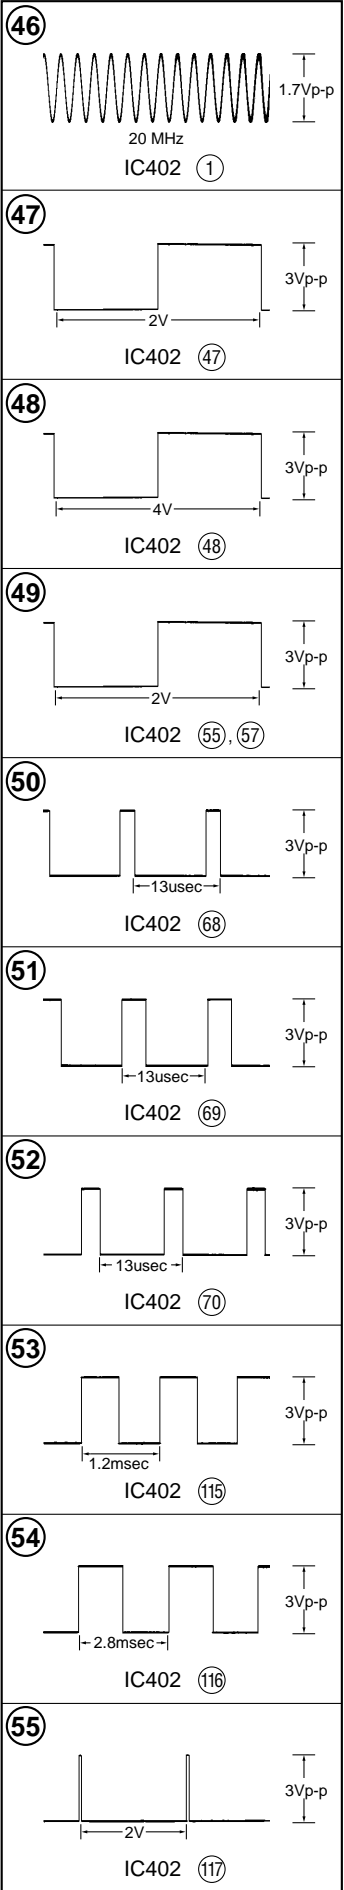 46
1.7Vp-p
20 MHz
IC402 1
47
3Vp-p
2V
IC402 47
48
3Vp-p
4V
IC402 48
49
3Vp-p
2V
IC402 55, 57
50
3Vp-p
13usec
IC402 68
51
3Vp-p
13usec
IC402 69
52
3Vp-p
13usec
IC402 70
53
3Vp-p
1.2msec
IC402 115
54
3Vp-p
2.8msec
IC402 116
55
3Vp-p
2V
IC402 117